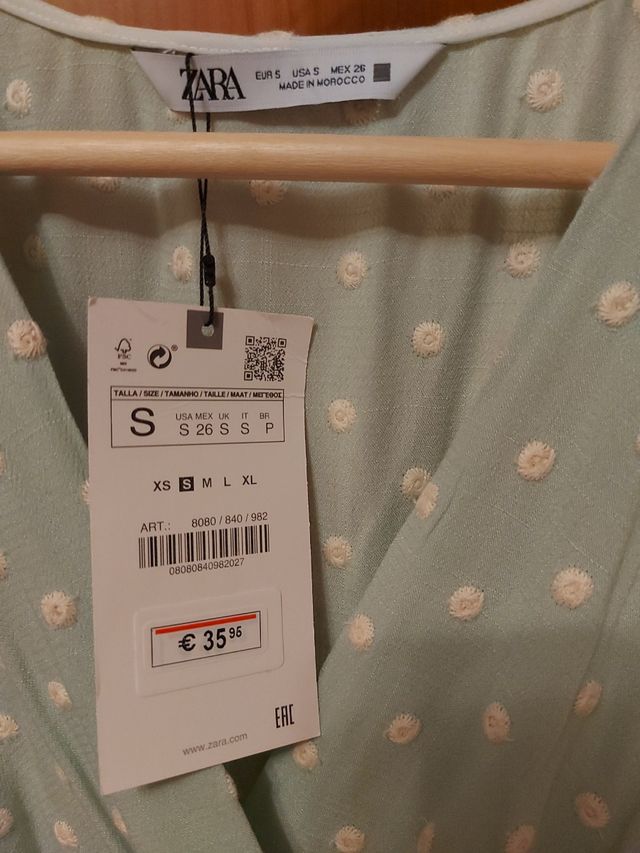 ZARA
EUR S USA S MEX 26
MADE IN MOROCCO
FSC
TALLA / SIZE / TAMANHO / TAILLE / MAAT / ΜΕΓΕΘΟΣ
S
USA MEX UK IT BR
S 26 S S P
XS S M L XL
ART.: 8080 / 840 / 982
08080840982027
€ 35 95
EAC
www.zara.com